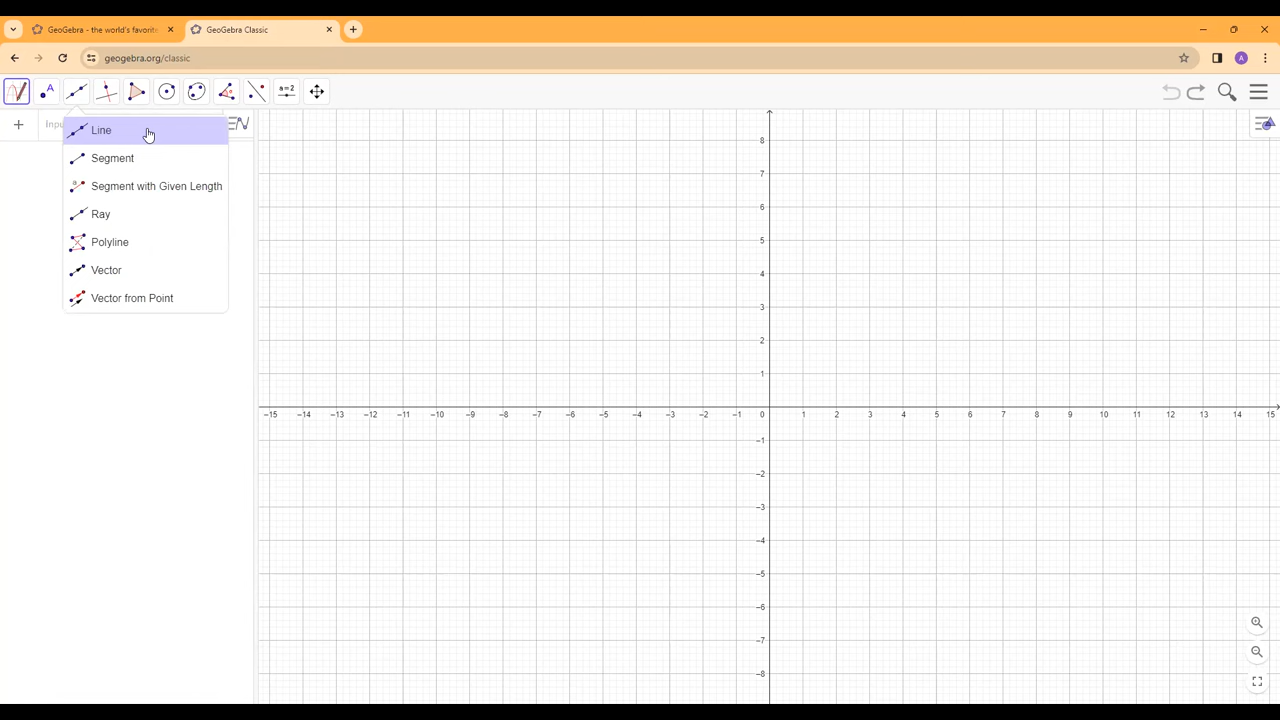 GeoGebra - the world's favorit
GeoGebra Classic
geogebra.org/classic
A
A
a=2
Inpu
Line
Segment
Segment with Given Length
Ray
Polyline
Vector
Vector from Point
8
7
6
5
4
3
2
1
-15 -14 -13 -12 -11 -10 -9 -8 -7 -6 -5 -4 -3 -2 -1 0 1 2 3 4 5 6 7 8 9 10 11 12 13 14 15
-1
-2
-3
-4
-5
-6
-7
-8